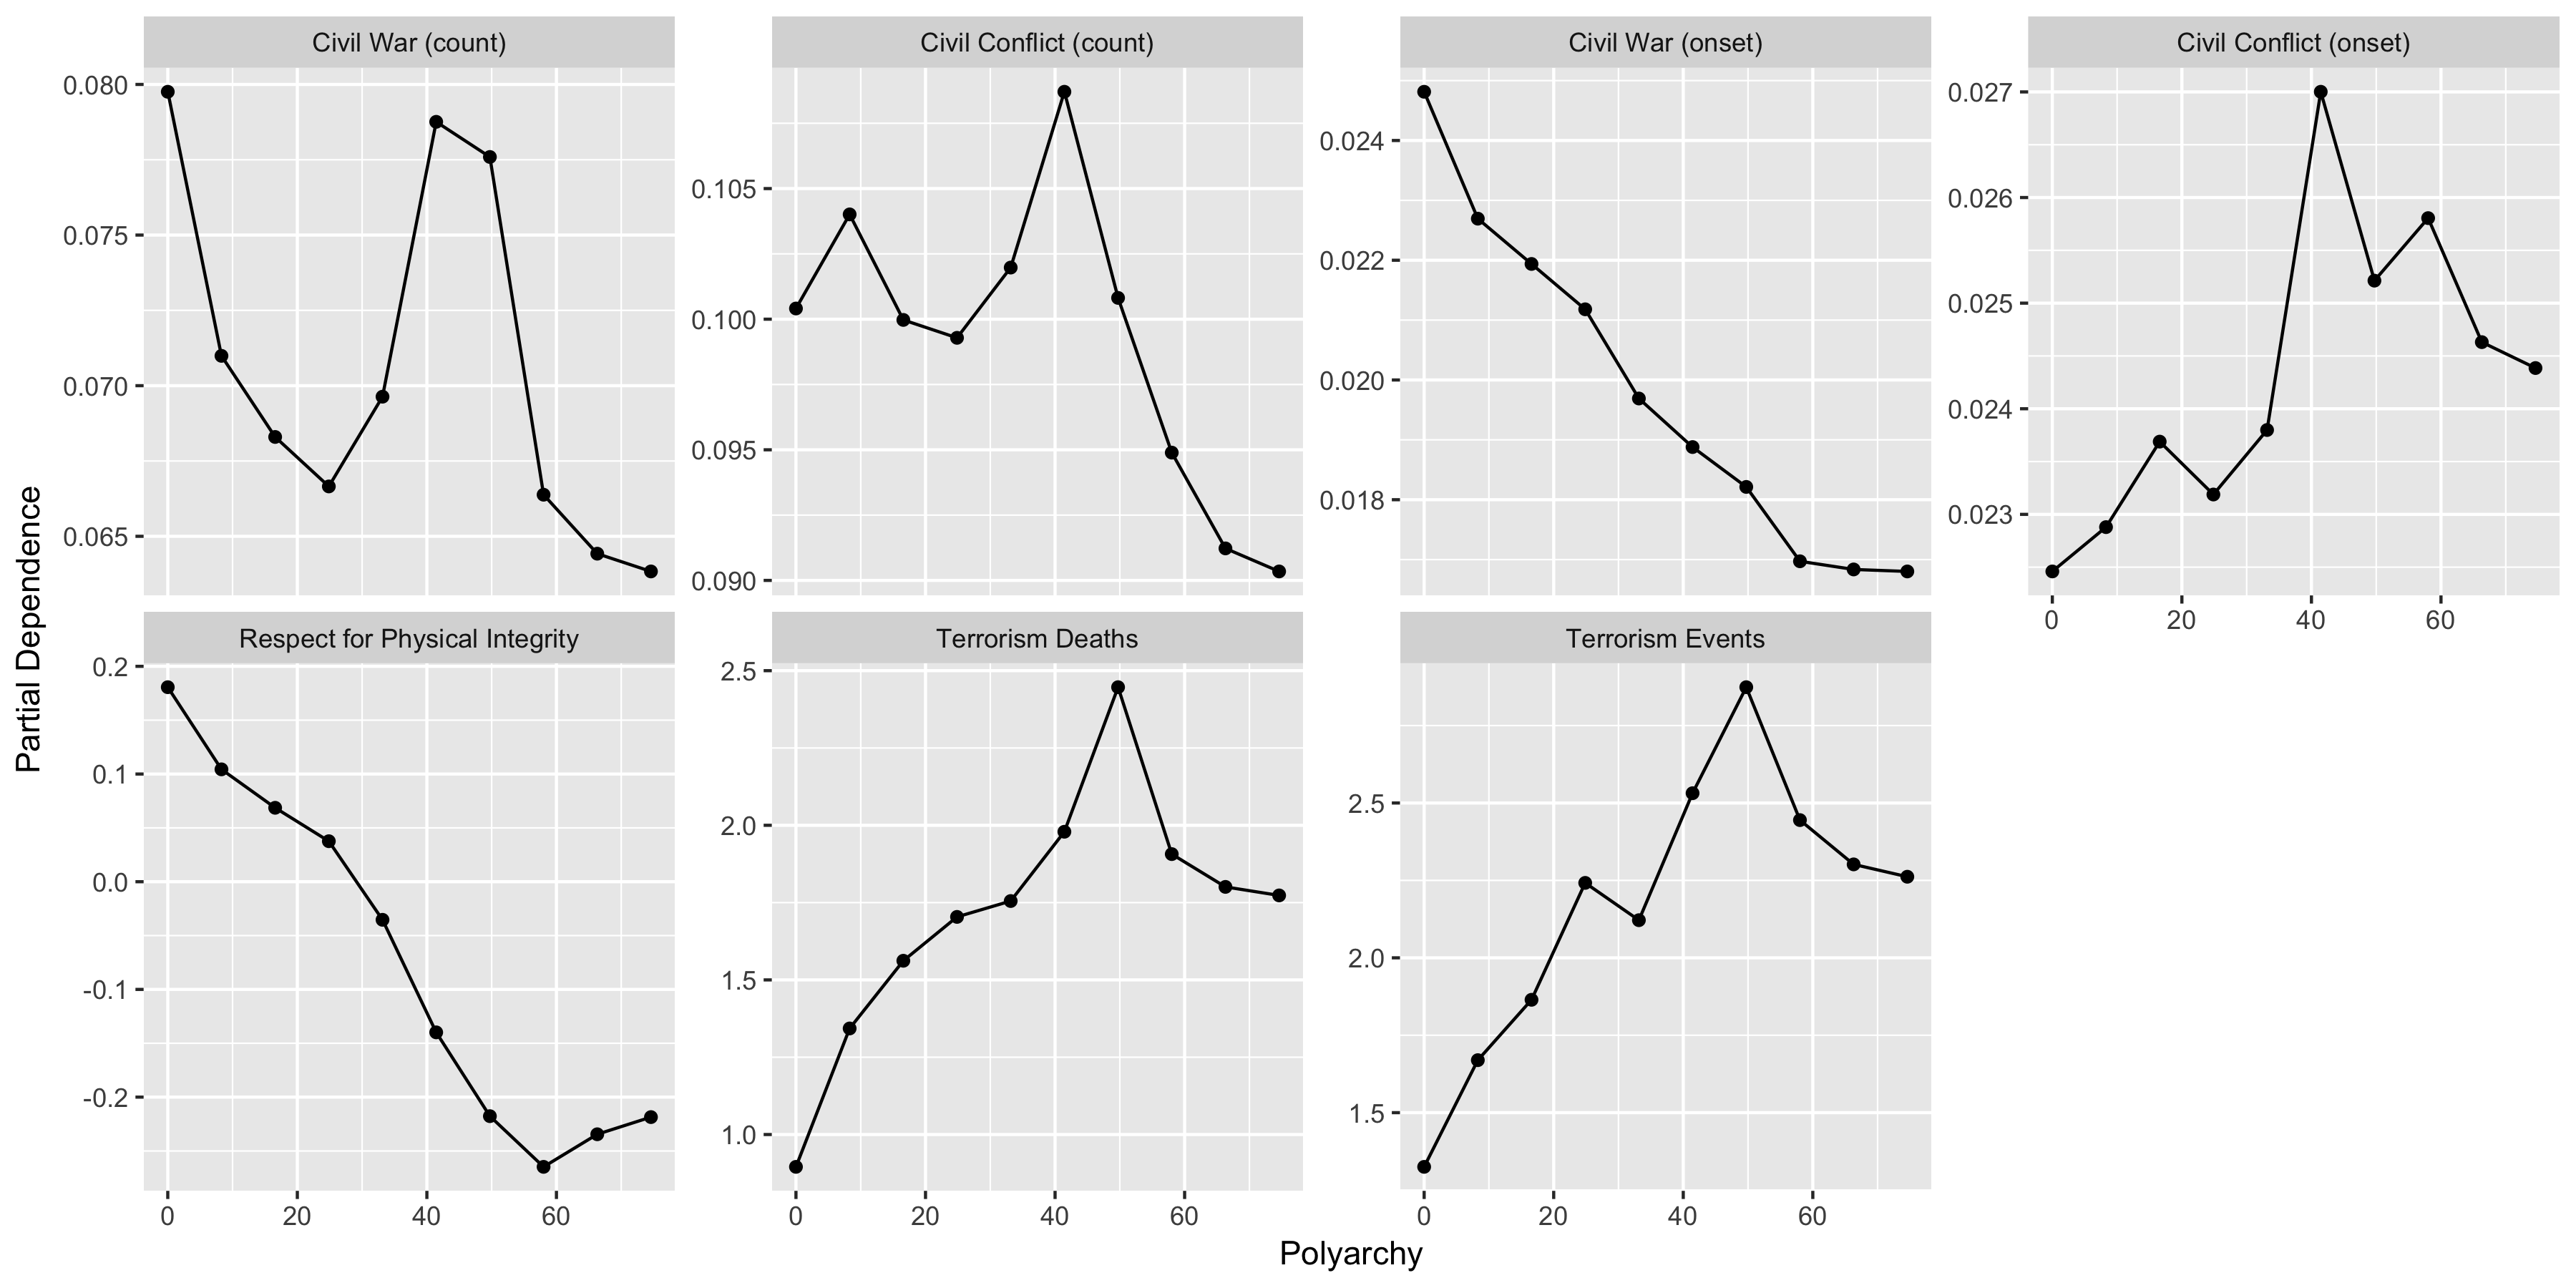 Civil War (count)
Civil Conflict (count)
Civil War (onset)
Civil Conflict (onset)
0.080
0.075
0.070
0.065
0.105
0.100
0.095
0.090
0.024
0.022
0.020
0.018
0.027
0.026
0.025
0.024
0.023
0 20 40 60
Respect for Physical Integrity
Terrorism Deaths
Terrorism Events
0.2
0.1
0.0
-0.1
-0.2
0 20 40 60
2.5
2.0
1.5
1.0
0 20 40 60
2.5
2.0
1.5
0 20 40 60
Partial Dependence
Polyarchy